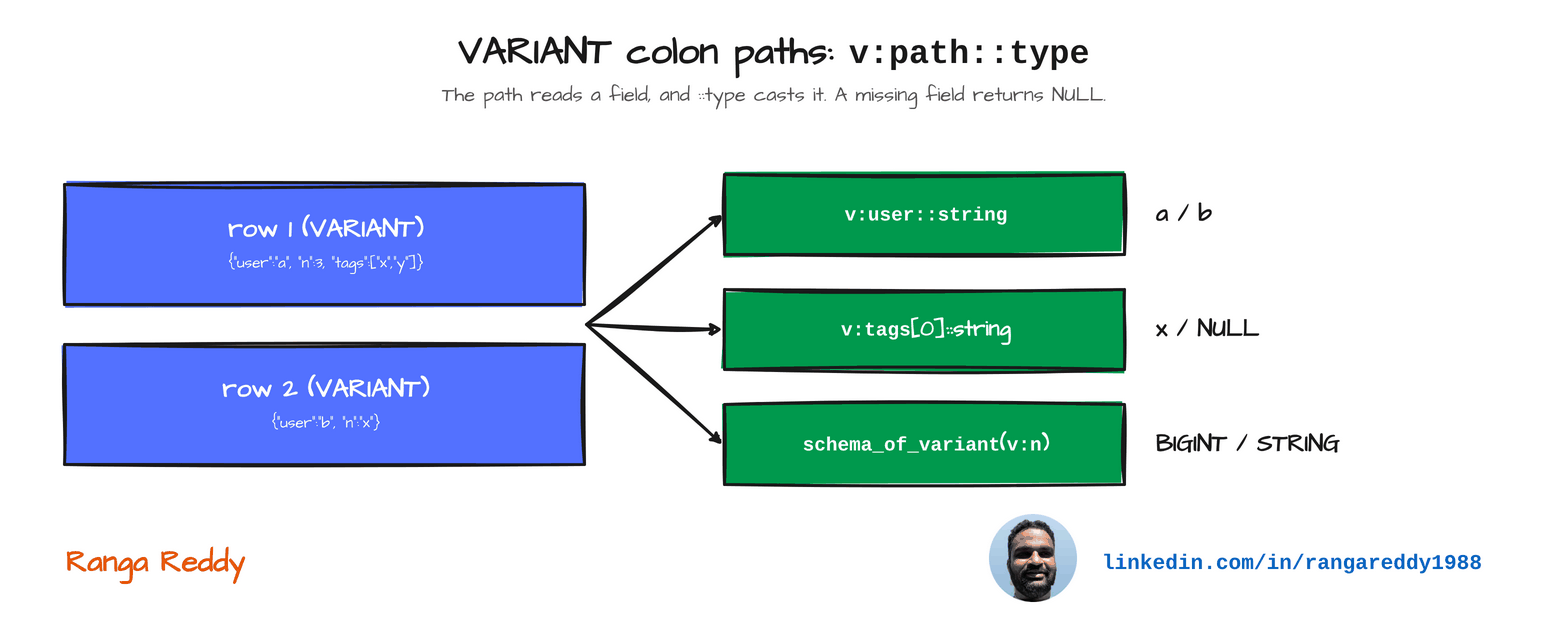 VARIANT colon paths: v:path::type
The path reads a field, and ::type casts it. A missing field returns NULL.
row 1 (VARIANT)
{"user":"a", "n":3, "tags":["x","y"]}
row 2 (VARIANT)
{"user":"b", "n":"x"}
v:user::string
a / b
v:tags[0]::string
x / NULL
schema_of_variant(v:n)
BIGINT / STRING
Ranga Reddy
linkedin.com/in/rangareddy1988